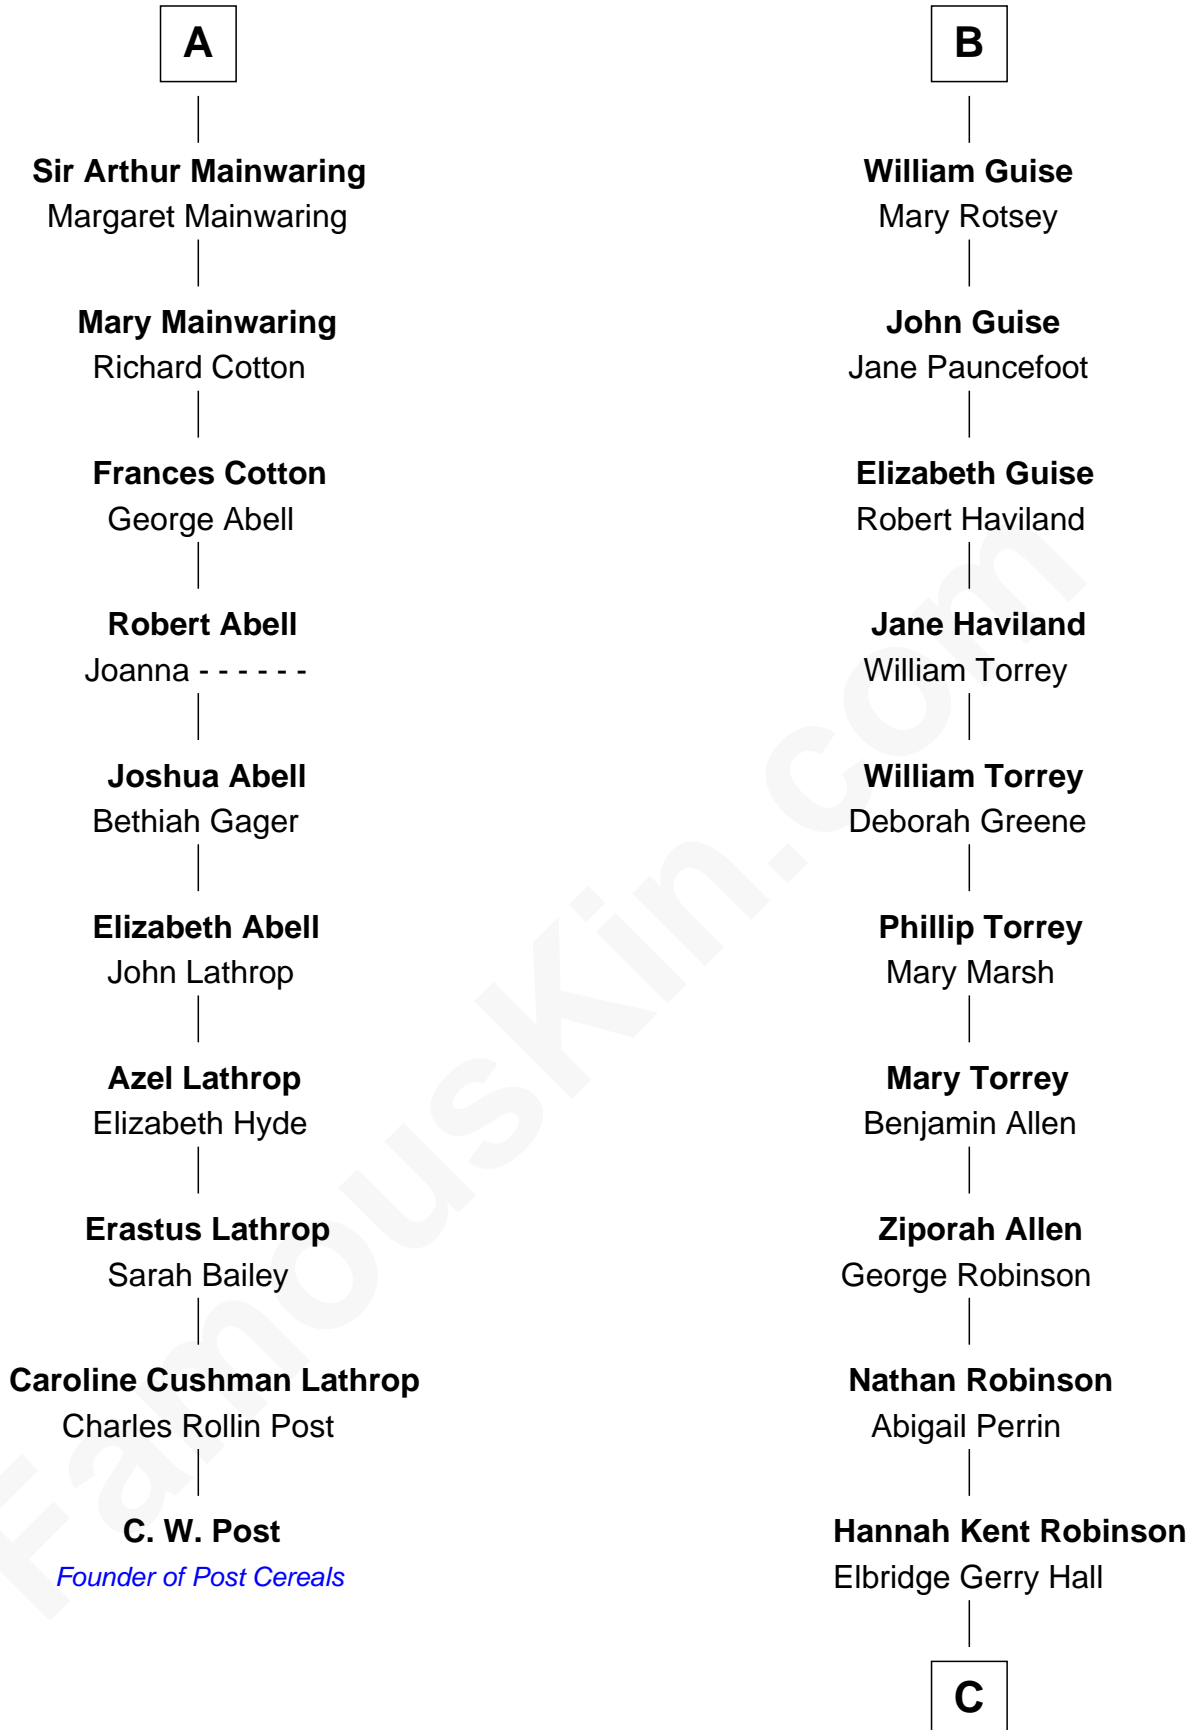 A
Sir Arthur Mainwaring
Margaret Mainwaring
Mary Mainwaring
Richard Cotton
Frances Cotton
George Abell
Robert Abell
Joanna - - - - - -
Joshua Abell
Bethiah Gager
Elizabeth Abell
John Lathrop
Azel Lathrop
Elizabeth Hyde
Erastus Lathrop
Sarah Bailey
Caroline Cushman Lathrop
Charles Rollin Post
C. W. Post
Founder of Post Cereals
B
William Guise
Mary Rotsey
John Guise
Jane Pauncefoot
Elizabeth Guise
Robert Haviland
Jane Haviland
William Torrey
William Torrey
Deborah Greene
Phillip Torrey
Mary Marsh
Mary Torrey
Benjamin Allen
Ziporah Allen
George Robinson
Nathan Robinson
Abigail Perrin
Hannah Kent Robinson
Elbridge Gerry Hall
C
FamousKin.com